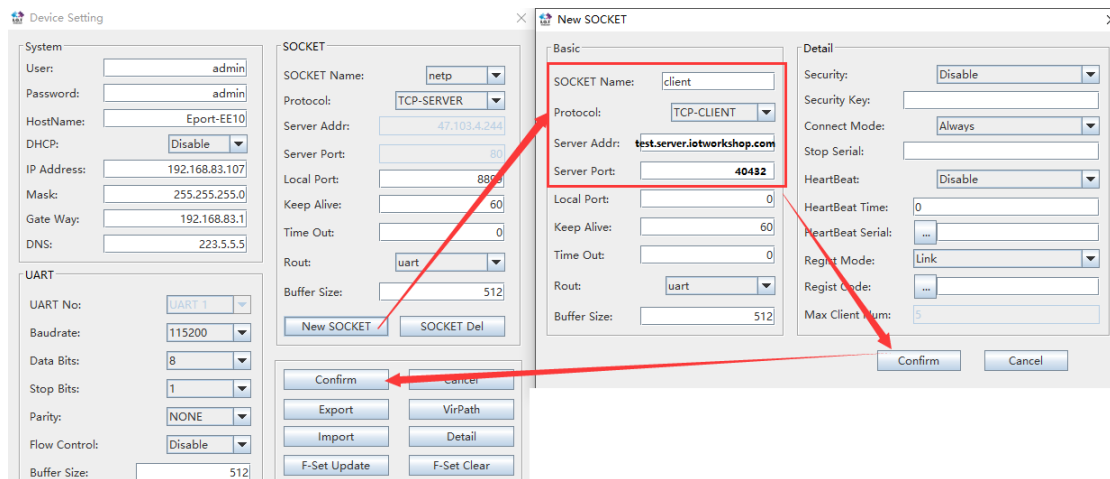 Device Setting
System
User: admin
Password: admin
HostName: Eport-EE10
DHCP: Disable
IP Address: 192.168.83.107
Mask: 255.255.255.0
Gate Way: 192.168.83.1
DNS: 223.5.5.5
UART
UART No: UART 1
Baudrate: 115200
Data Bits: 8
Stop Bits: 1
Parity: NONE
Flow Control: Disable
Buffer Size: 512
SOCKET
SOCKET Name: netp
Protocol: TCP-SERVER
Server Addr: 47.103.4.244
Server Port: 80
Local Port: 889
Keep Alive: 60
Time Out: 0
Rout: uart
Buffer Size: 512
New SOCKET SOCKET Del
Confirm Cancel
Export VirPath
Import Detail
F-Set Update F-Set Clear
New SOCKET
Basic
SOCKET Name: client
Protocol: TCP-CLIENT
Server Addr: test.server.iotworkshop.com
Server Port: 40432
Local Port: 0
Keep Alive: 60
Time Out: 0
Rout: uart
Buffer Size: 512
Detail
Security: Disable
Security Key:
Connect Mode: Always
Stop Serial:
HeartBeat: Disable
HeartBeat Time: 0
HeartBeat Serial: ...
Regist Mode: Link
Regist Code: ...
Max Client Num: 5
Confirm Cancel